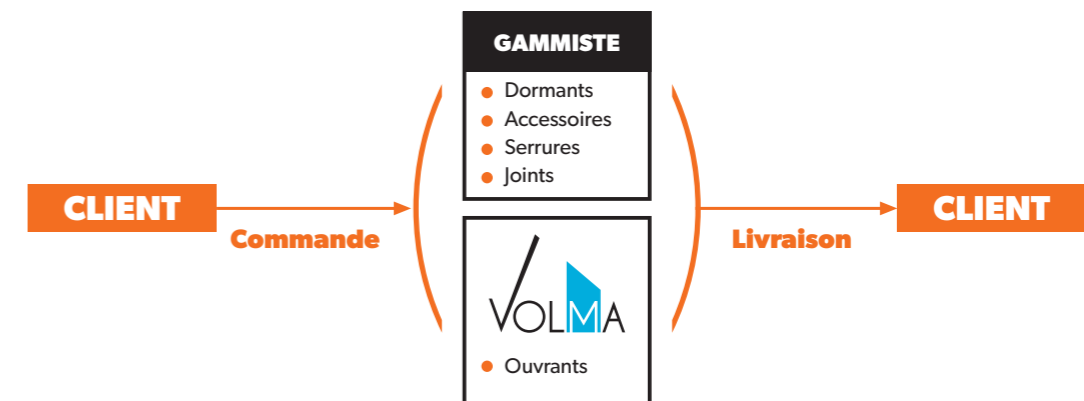 GAMMISTE
Dormants
Accessoires
Serrures
Joints
CLIENT
Commande
Livraison
CLIENT
VOLMA
Ouvrants